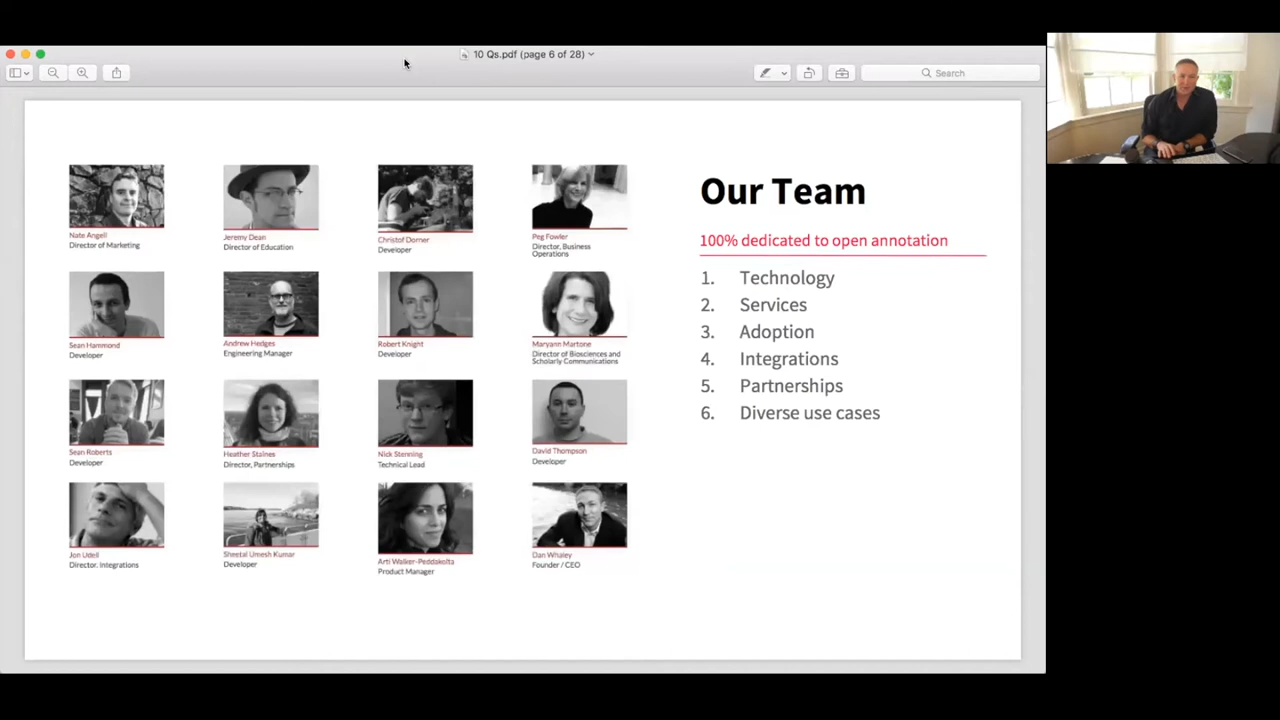 10 Qs.pdf (page 6 of 28)
Search
Nate Angell
Director of Marketing
Jeremy Dean
Director of Education
Christof Dorner
Developer
Peg Fowler
Director, Business
Operations
Sean Hammond
Developer
Andrew Hedges
Engineering Manager
Robert Knight
Developer
Maryann Martone
Director of Biosciences and
Scholarly Communications
Sean Roberts
Developer
Heather Staines
Director, Partnerships
Nick Stenning
Technical Lead
David Thompson
Developer
Jon Udell
Director, Integrations
Sheetal Umesh Kumar
Developer
Arti Walker-Peddakotla
Product Manager
Dan Whaley
Founder / CEO
Our Team
100% dedicated to open annotation
1. Technology
2. Services
3. Adoption
4. Integrations
5. Partnerships
6. Diverse use cases